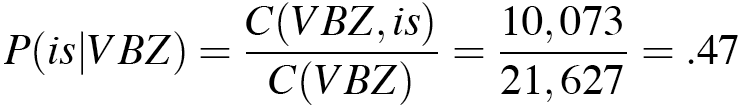 P(is|VBZ) = C(VBZ, is) / C(VBZ) = 10,073 / 21,627 = .47